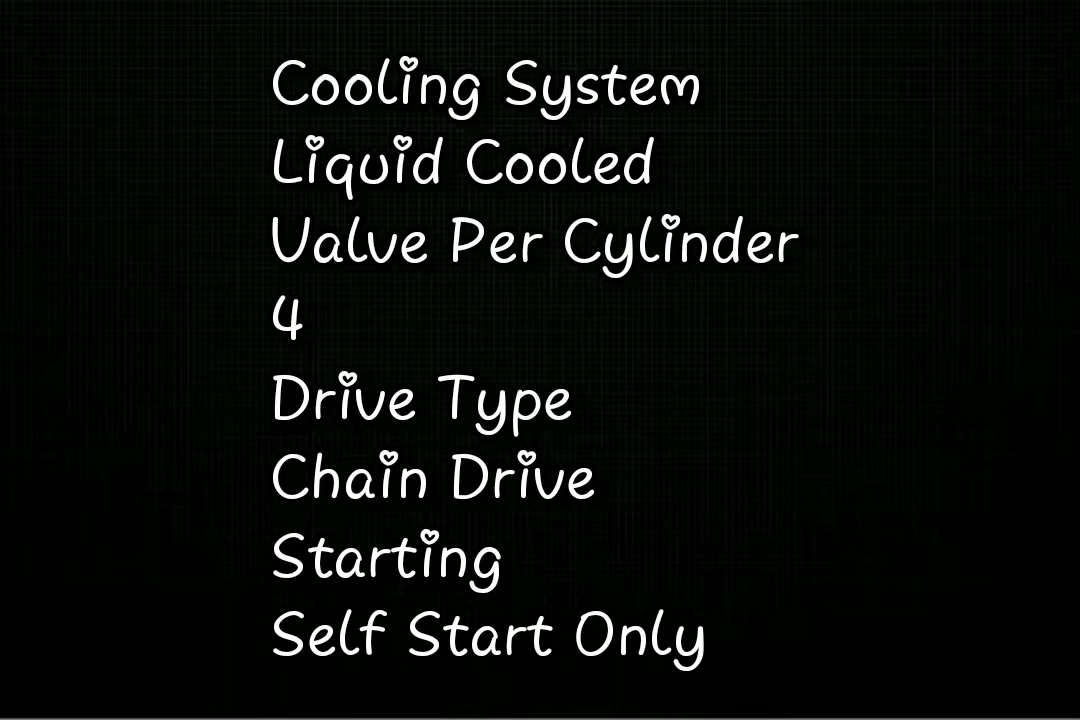 Cooling System
Liquid Cooled
Valve Per Cylinder
4
Drive Type
Chain Drive
Starting
Self Start Only